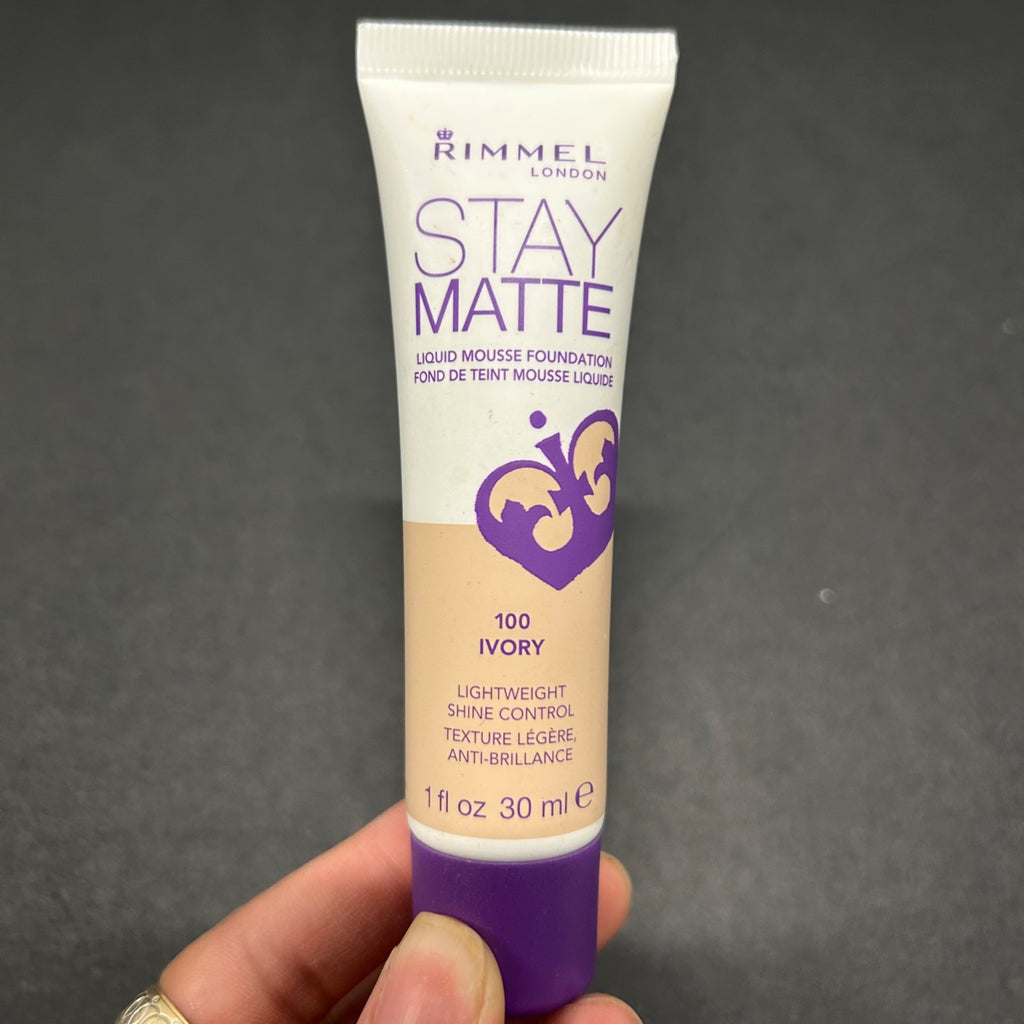 RIMMEL
LONDON
STAY
MATTE
LIQUID MOUSSE FOUNDATION
FOND DE TEINT MOUSSE LIQUIDE
100
IVORY
LIGHTWEIGHT
SHINE CONTROL
TEXTURE LÉGÈRE,
ANTI-BRILLANCE
1 fl oz 30 ml ℮